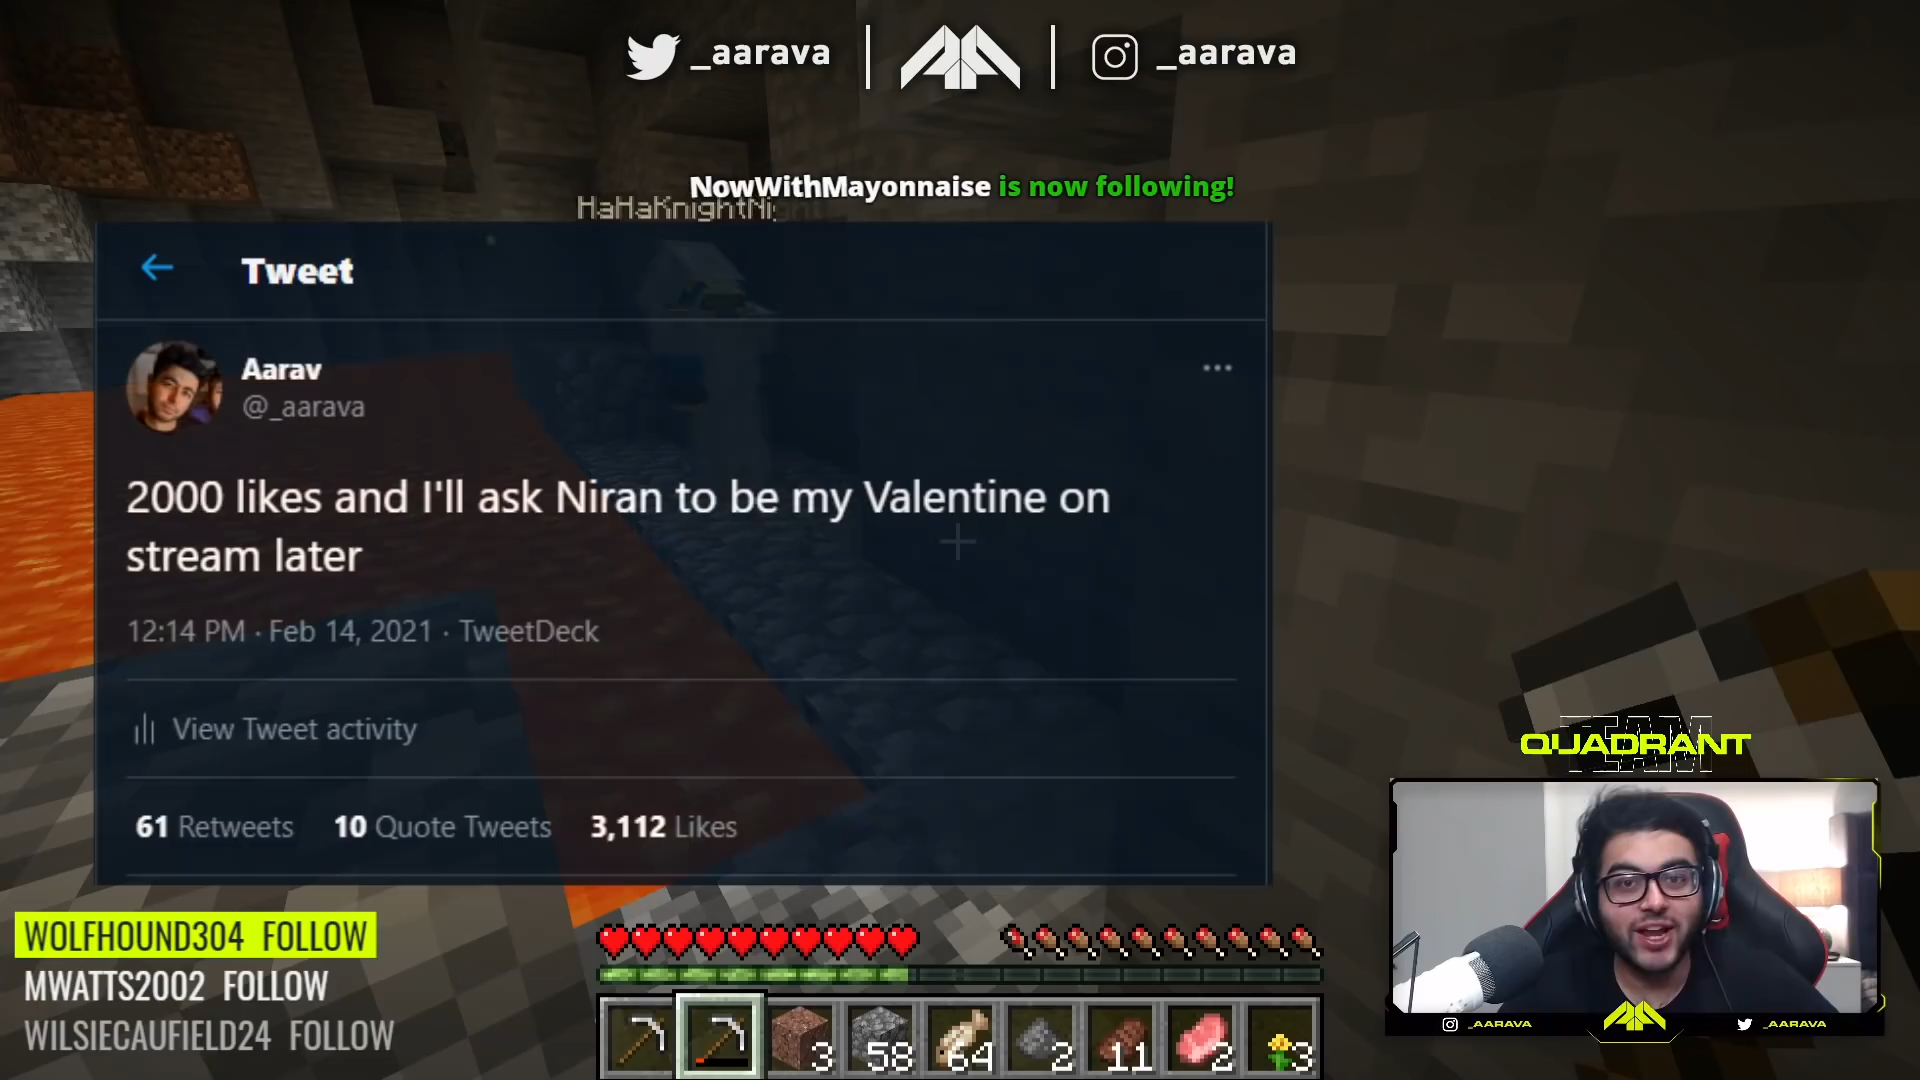 _aarava
_aarava
NowWithMayonnaise is now following!
HaHaKnightNi
Tweet
Aarav
@_aarava
2000 likes and I'll ask Niran to be my Valentine on
stream later
12:14 PM · Feb 14, 2021 · TweetDeck
View Tweet activity
61 Retweets 10 Quote Tweets 3,112 Likes
TEAM
QUADRANT
WOLFHOUND304 FOLLOW
MWATTS2002 FOLLOW
WILSIECAUFIELD24 FOLLOW
3 58 64 2 11 2 3
_AARAVA
_AARAVA